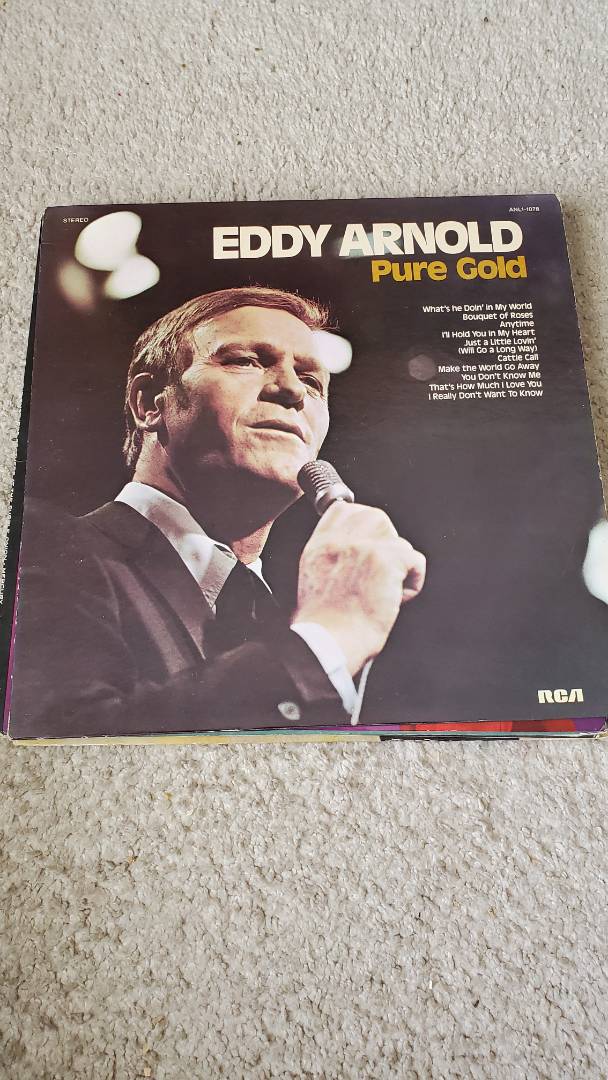 STEREO
ANL1-1078
EDDY ARNOLD
Pure Gold
What's he Doin' in My World
Bouquet of Roses
Anytime
I'll Hold You in My Heart
Just a Little Lovin'
(Will Go a Long Way)
Cattle Call
Make the World Go Away
You Don't Know Me
That's How Much I Love You
I Really Don't Want To Know
RCA